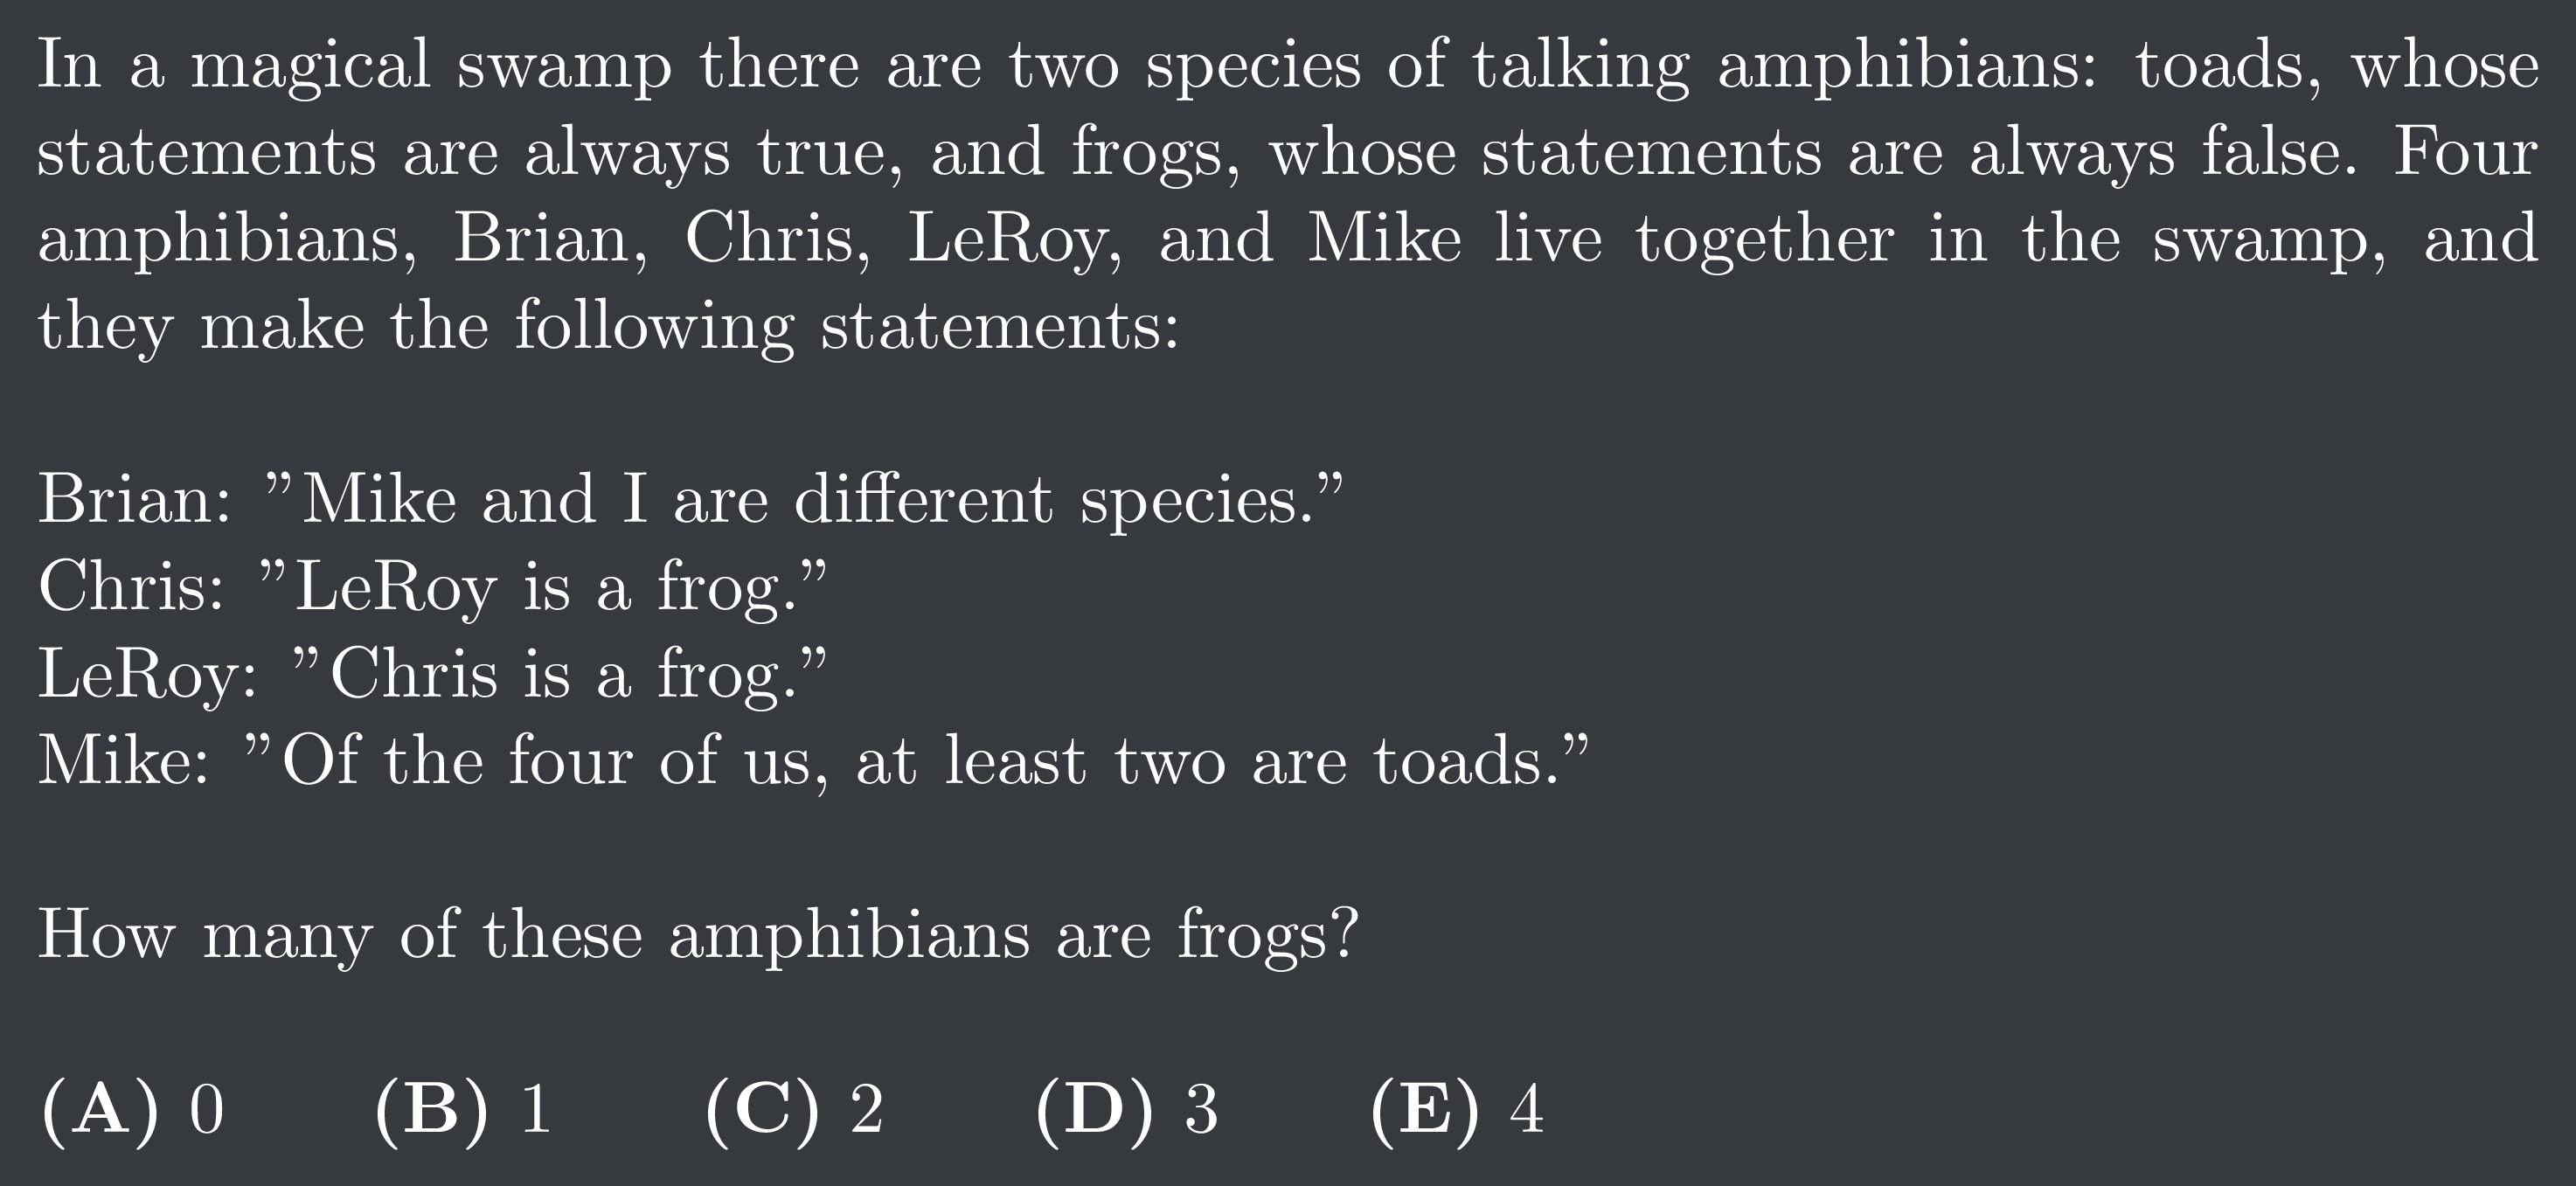 In a magical swamp there are two species of talking amphibians: toads, whose
statements are always true, and frogs, whose statements are always false. Four
amphibians, Brian, Chris, LeRoy, and Mike live together in the swamp, and
they make the following statements:
Brian: ”Mike and I are different species.”
Chris: ”LeRoy is a frog.”
LeRoy: ”Chris is a frog.”
Mike: ”Of the four of us, at least two are toads.”
How many of these amphibians are frogs?
(A) 0 (B) 1 (C) 2 (D) 3 (E) 4